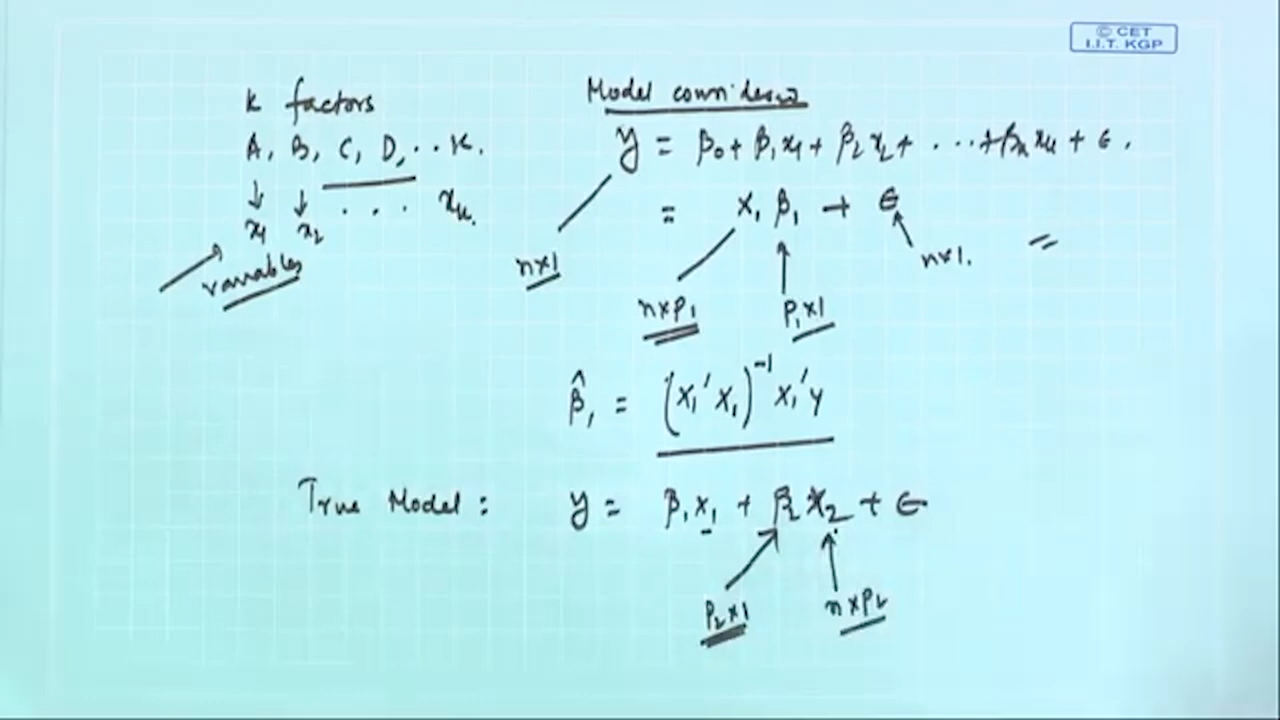 © CET
I.I.T. KGP
K factors
A, B, C, D, .. K.
↓ ↓ . . . xk.
x1 x2
variables
Model considered
y = β0 + β1x1 + β2x2 + ... + βkxk + ε.
= X1 β1 + ε
n×1
n×p1
p1×1
n×1.
β̂1 = (X1′X1)⁻¹ X1′y
True Model : y = β1X1 + β2X2 + ε
p2×1
n×p2